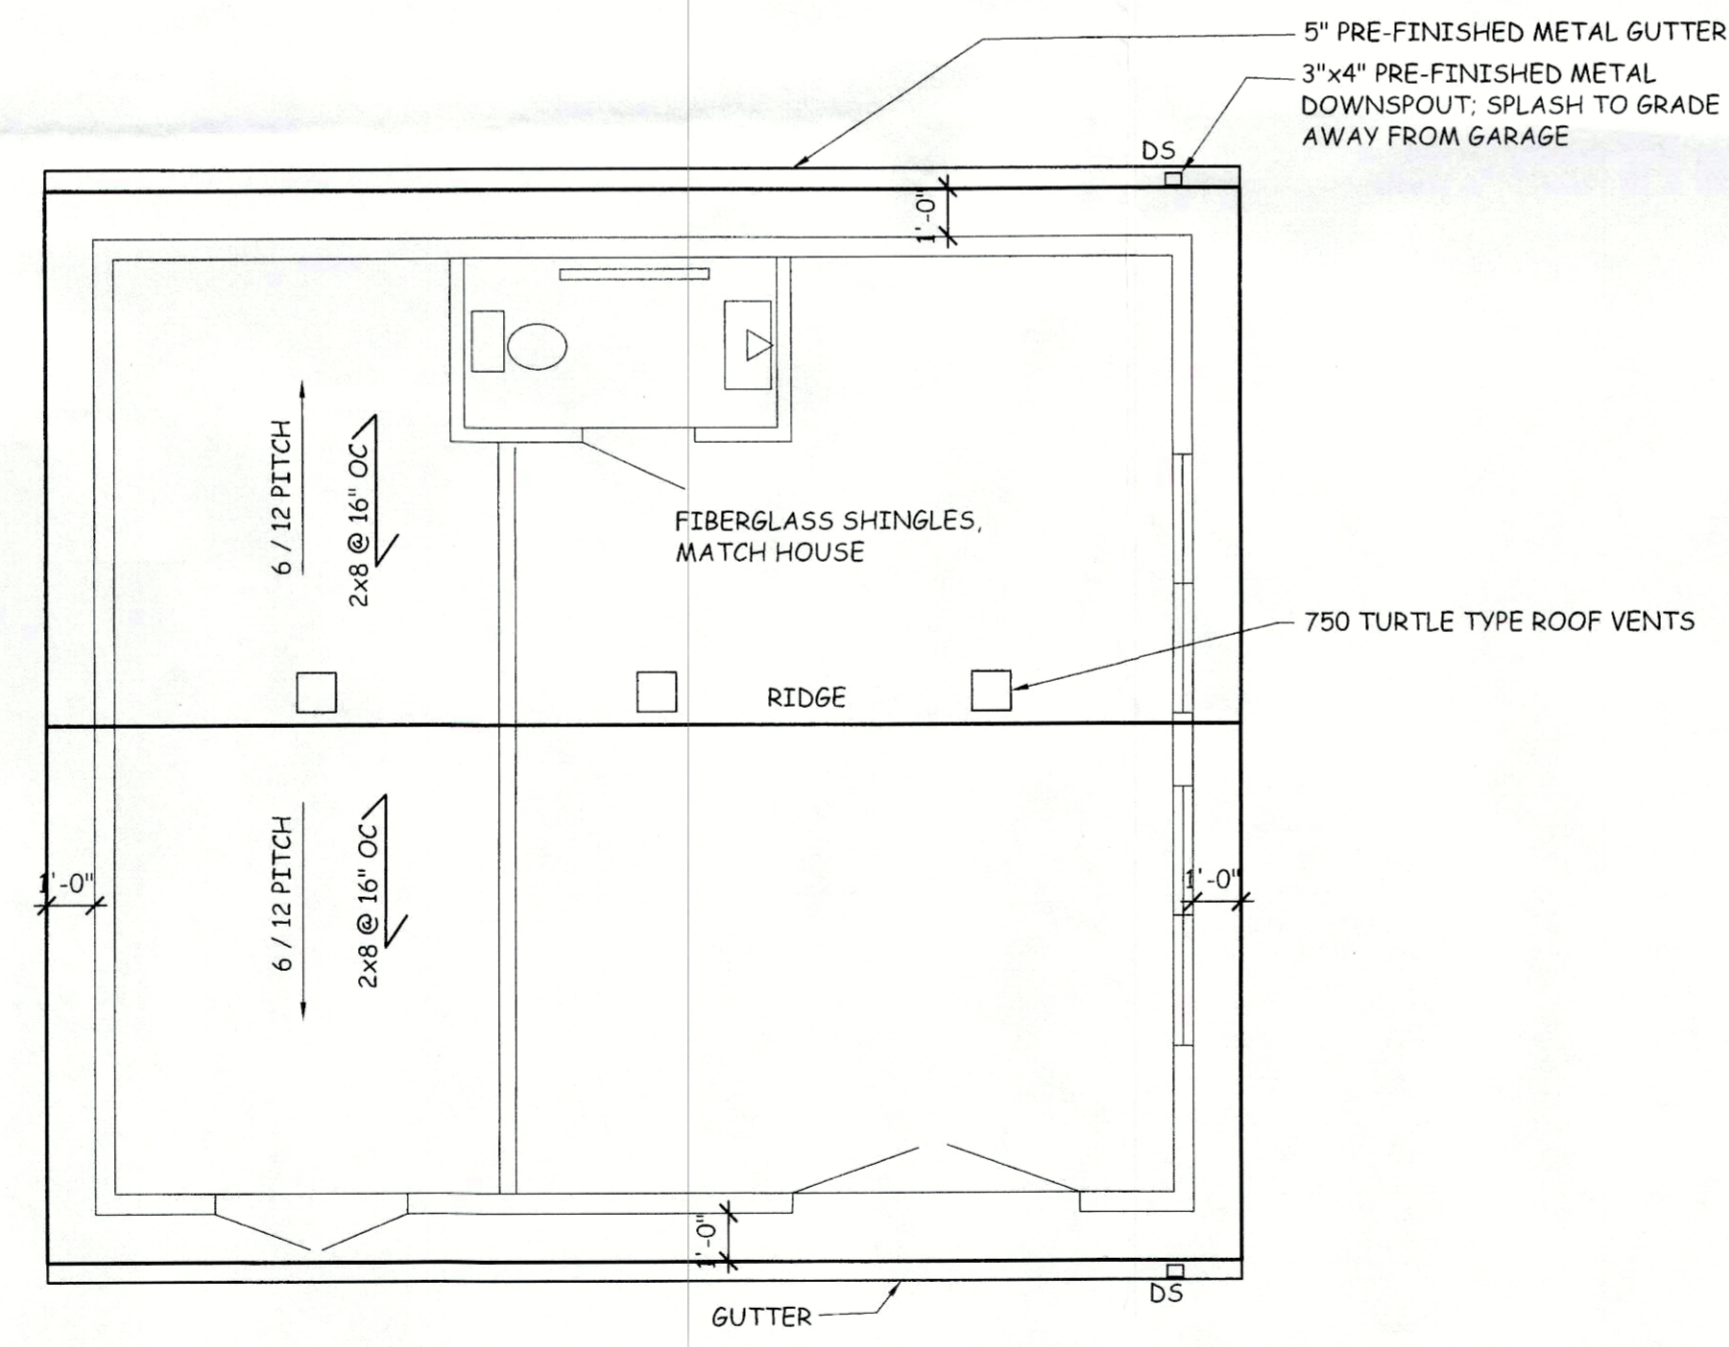 5" PRE-FINISHED METAL GUTTER
3"x4" PRE-FINISHED METAL
DOWNSPOUT; SPLASH TO GRADE
AWAY FROM GARAGE
DS
1'-0"
6 / 12 PITCH
2x8 @ 16" OC
FIBERGLASS SHINGLES,
MATCH HOUSE
750 TURTLE TYPE ROOF VENTS
RIDGE
6 / 12 PITCH
2x8 @ 16" OC
1'-0"
1'-0"
1'-0"
DS
GUTTER